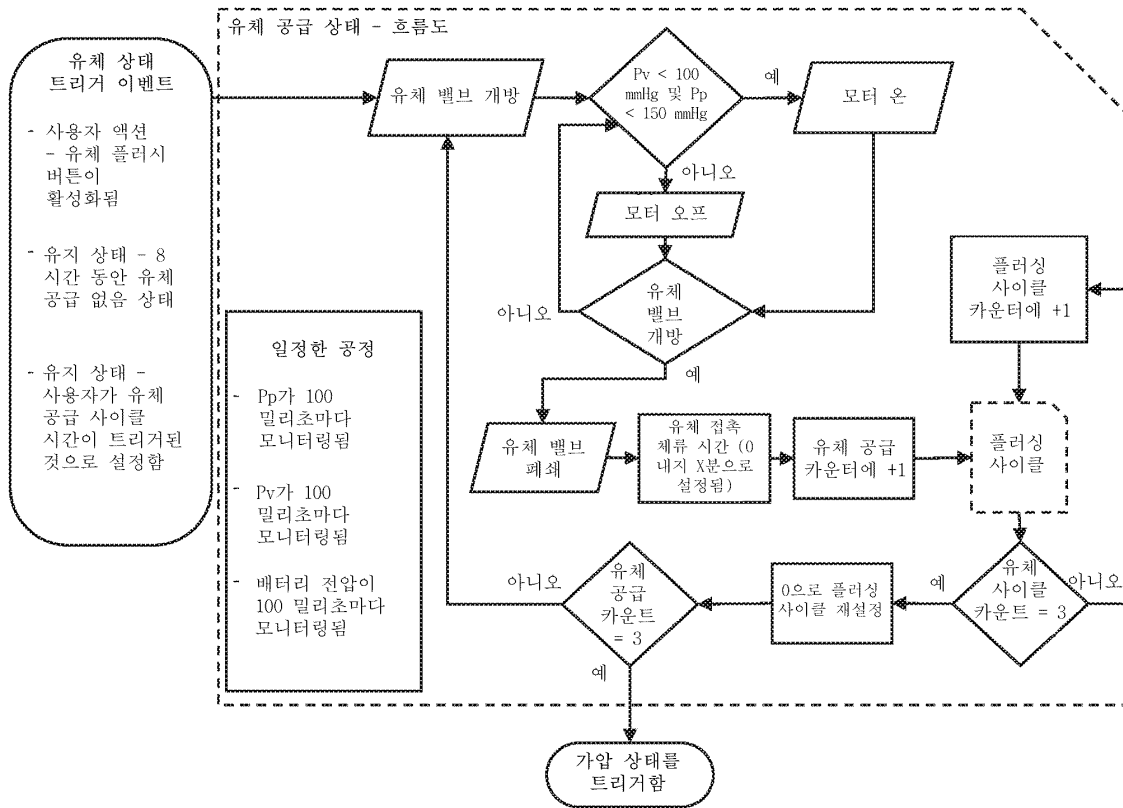 유체 공급 상태 - 흐름도
유체 상태
트리거 이벤트
- 사용자 액션
- 유체 플러시
버튼이
활성화됨
- 유지 상태 - 8
시간 동안 유체
공급 없음 상태
- 유지 상태 -
사용자가 유체
공급 사이클
시간이 트리거된
것으로 설정함
유체 밸브 개방
Pv < 100
mmHg 및 Pp
< 150 mmHg
예
모터 온
아니오
모터 오프
유체
밸브
개방
아니오
예
일정한 공정
- Pp가 100
밀리초마다
모니터링됨
- Pv가 100
밀리초마다
모니터링됨
- 배터리 전압이
100 밀리초마다
모니터링됨
유체 밸브
폐쇄
유체 접촉
체류 시간 (0
내지 X분으로
설정됨)
유체 공급
카운터에 +1
플러싱
사이클
카운터에 +1
플러싱
사이클
유체
사이클
카운트 = 3
아니오
예
0으로 플러싱
사이클 재설정
유체
공급
카운트
= 3
아니오
예
가압 상태를
트리거함